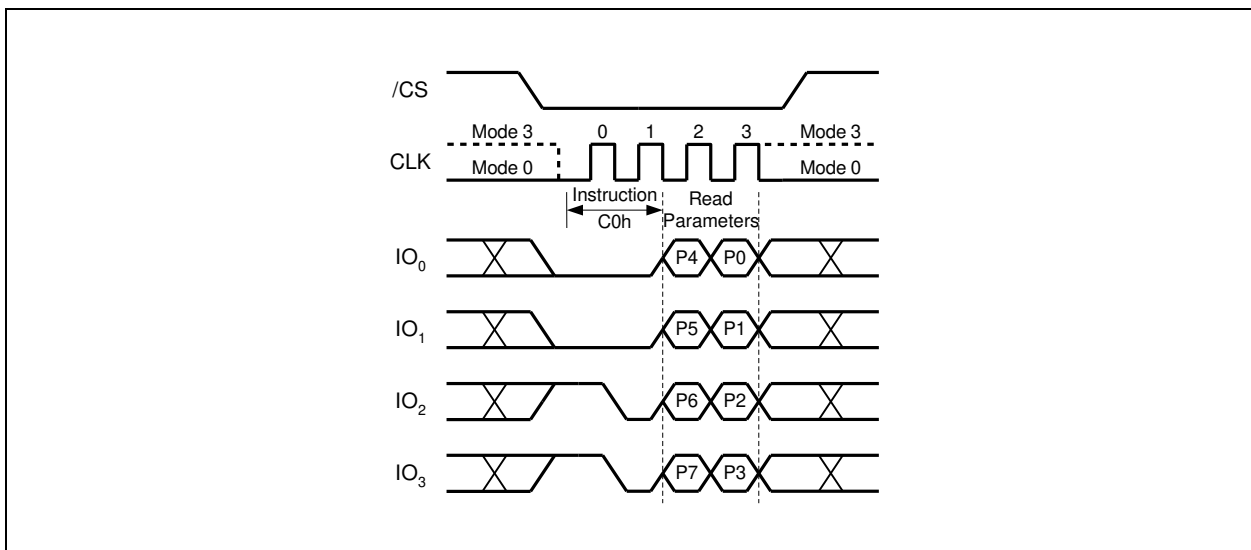 /CS
Mode 3 0 1 2 3 Mode 3
CLK
Mode 0 Mode 0
Instruction Read
C0h Parameters
IO0 P4 P0
IO1 P5 P1
IO2 P6 P2
IO3 P7 P3